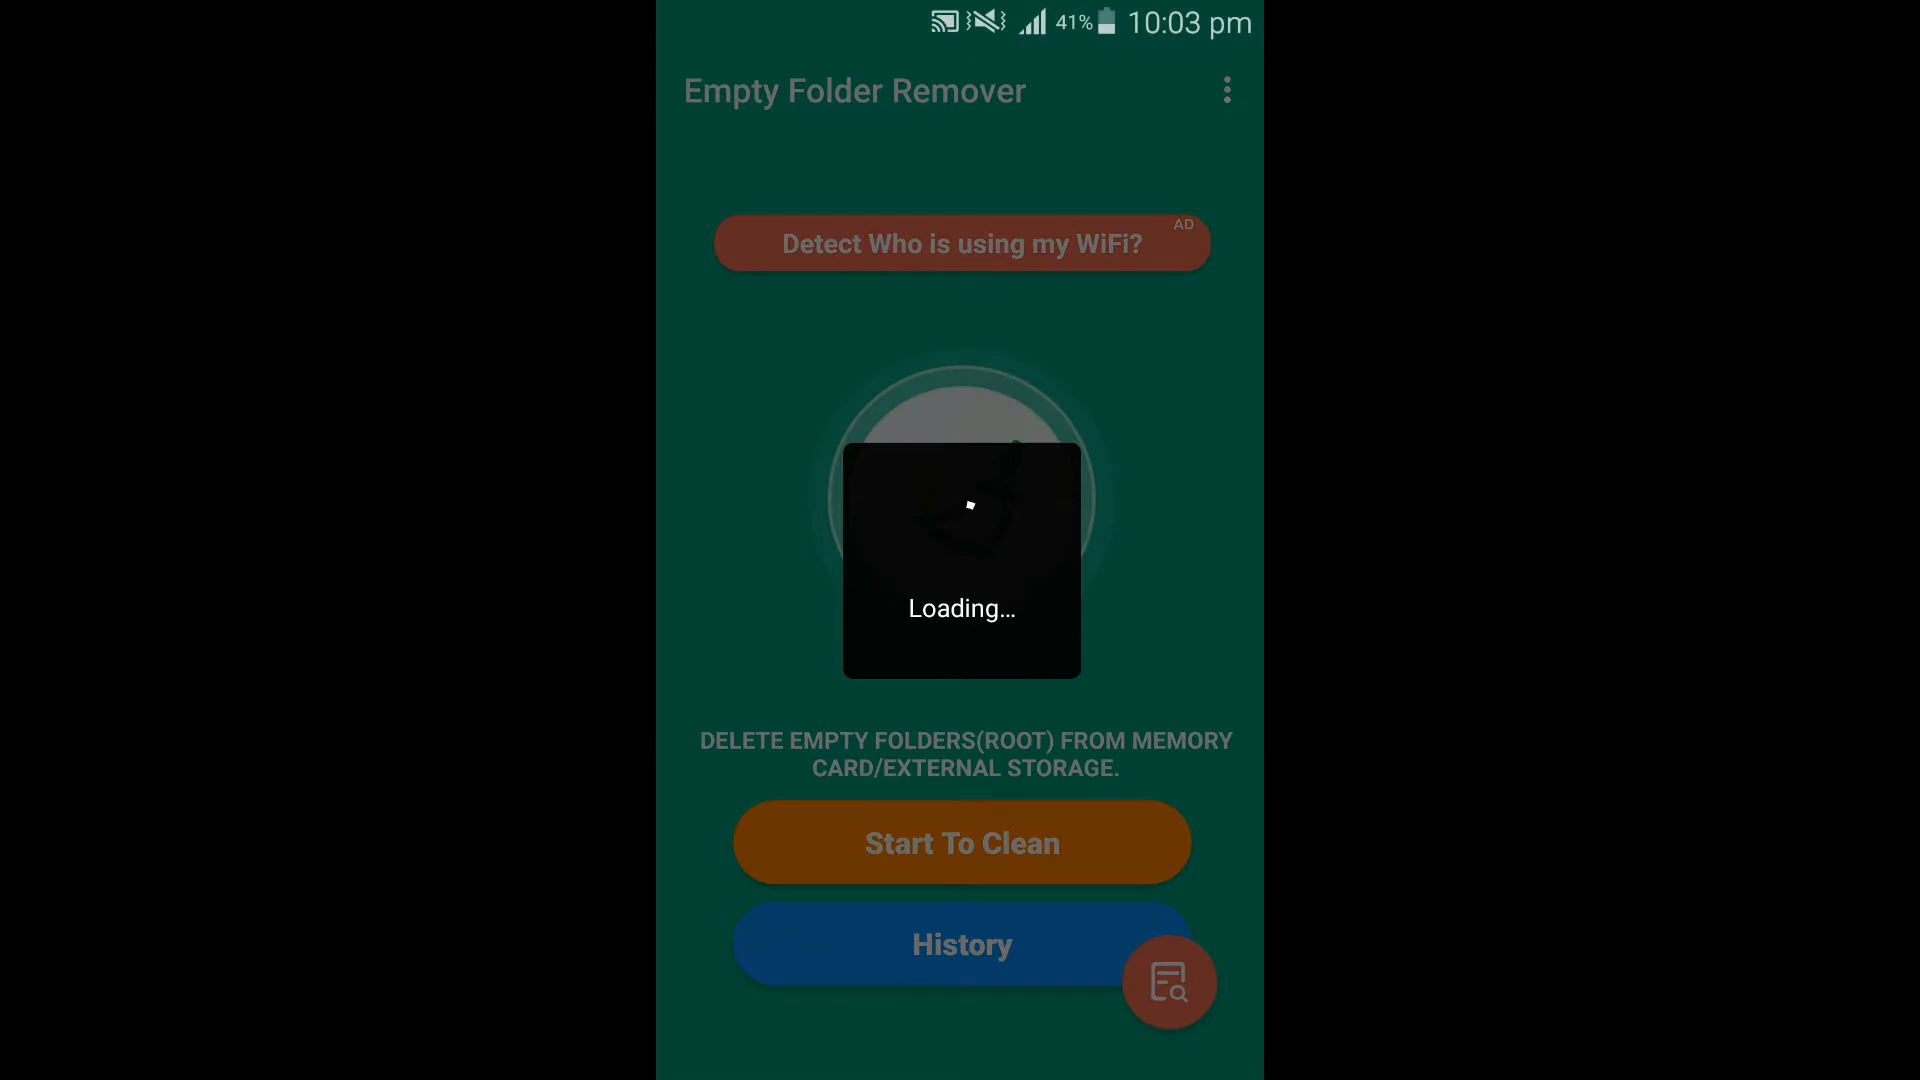 41% 10:03 pm
Empty Folder Remover
AD
Detect Who is using my WiFi?
Loading...
DELETE EMPTY FOLDERS(ROOT) FROM MEMORY
CARD/EXTERNAL STORAGE.
Start To Clean
History